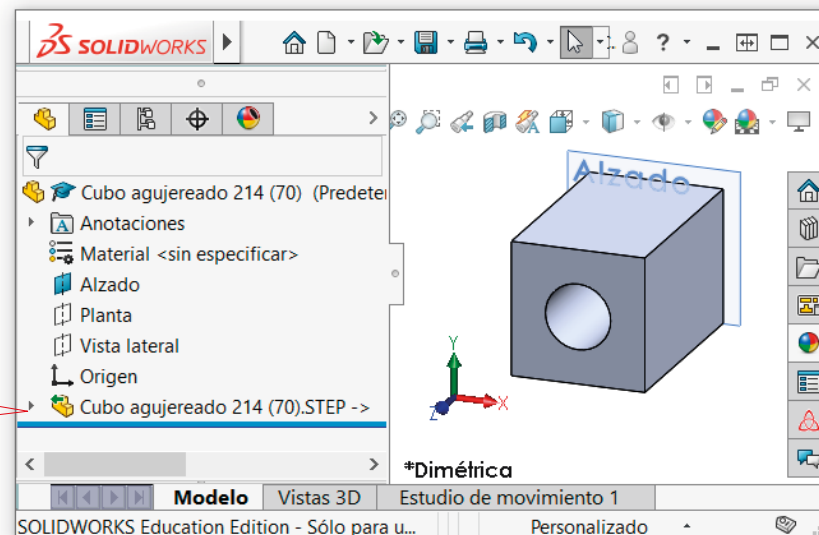 SOLIDWORKS
Cubo agujereado 214 (70) (Predeter
Anotaciones
Material <sin especificar>
Alzado
Planta
Vista lateral
Origen
Cubo agujereado 214 (70).STEP ->
Alzado
Y
X
Z
*Dimétrica
Modelo Vistas 3D Estudio de movimiento 1
SOLIDWORKS Education Edition - Sólo para u... Personalizado